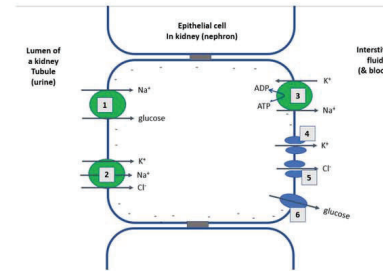 Epithelial cell
In kidney (nephron)
Lumen of
a kidney
Tubule
(urine)
Intersti
fluid
(& bloo
Na⁺
1
glucose
K⁺
2
Na⁺
Cl⁻
K⁺
ADP
3
ATP
Na⁺
4
K⁺
Cl⁻
5
6
glucose